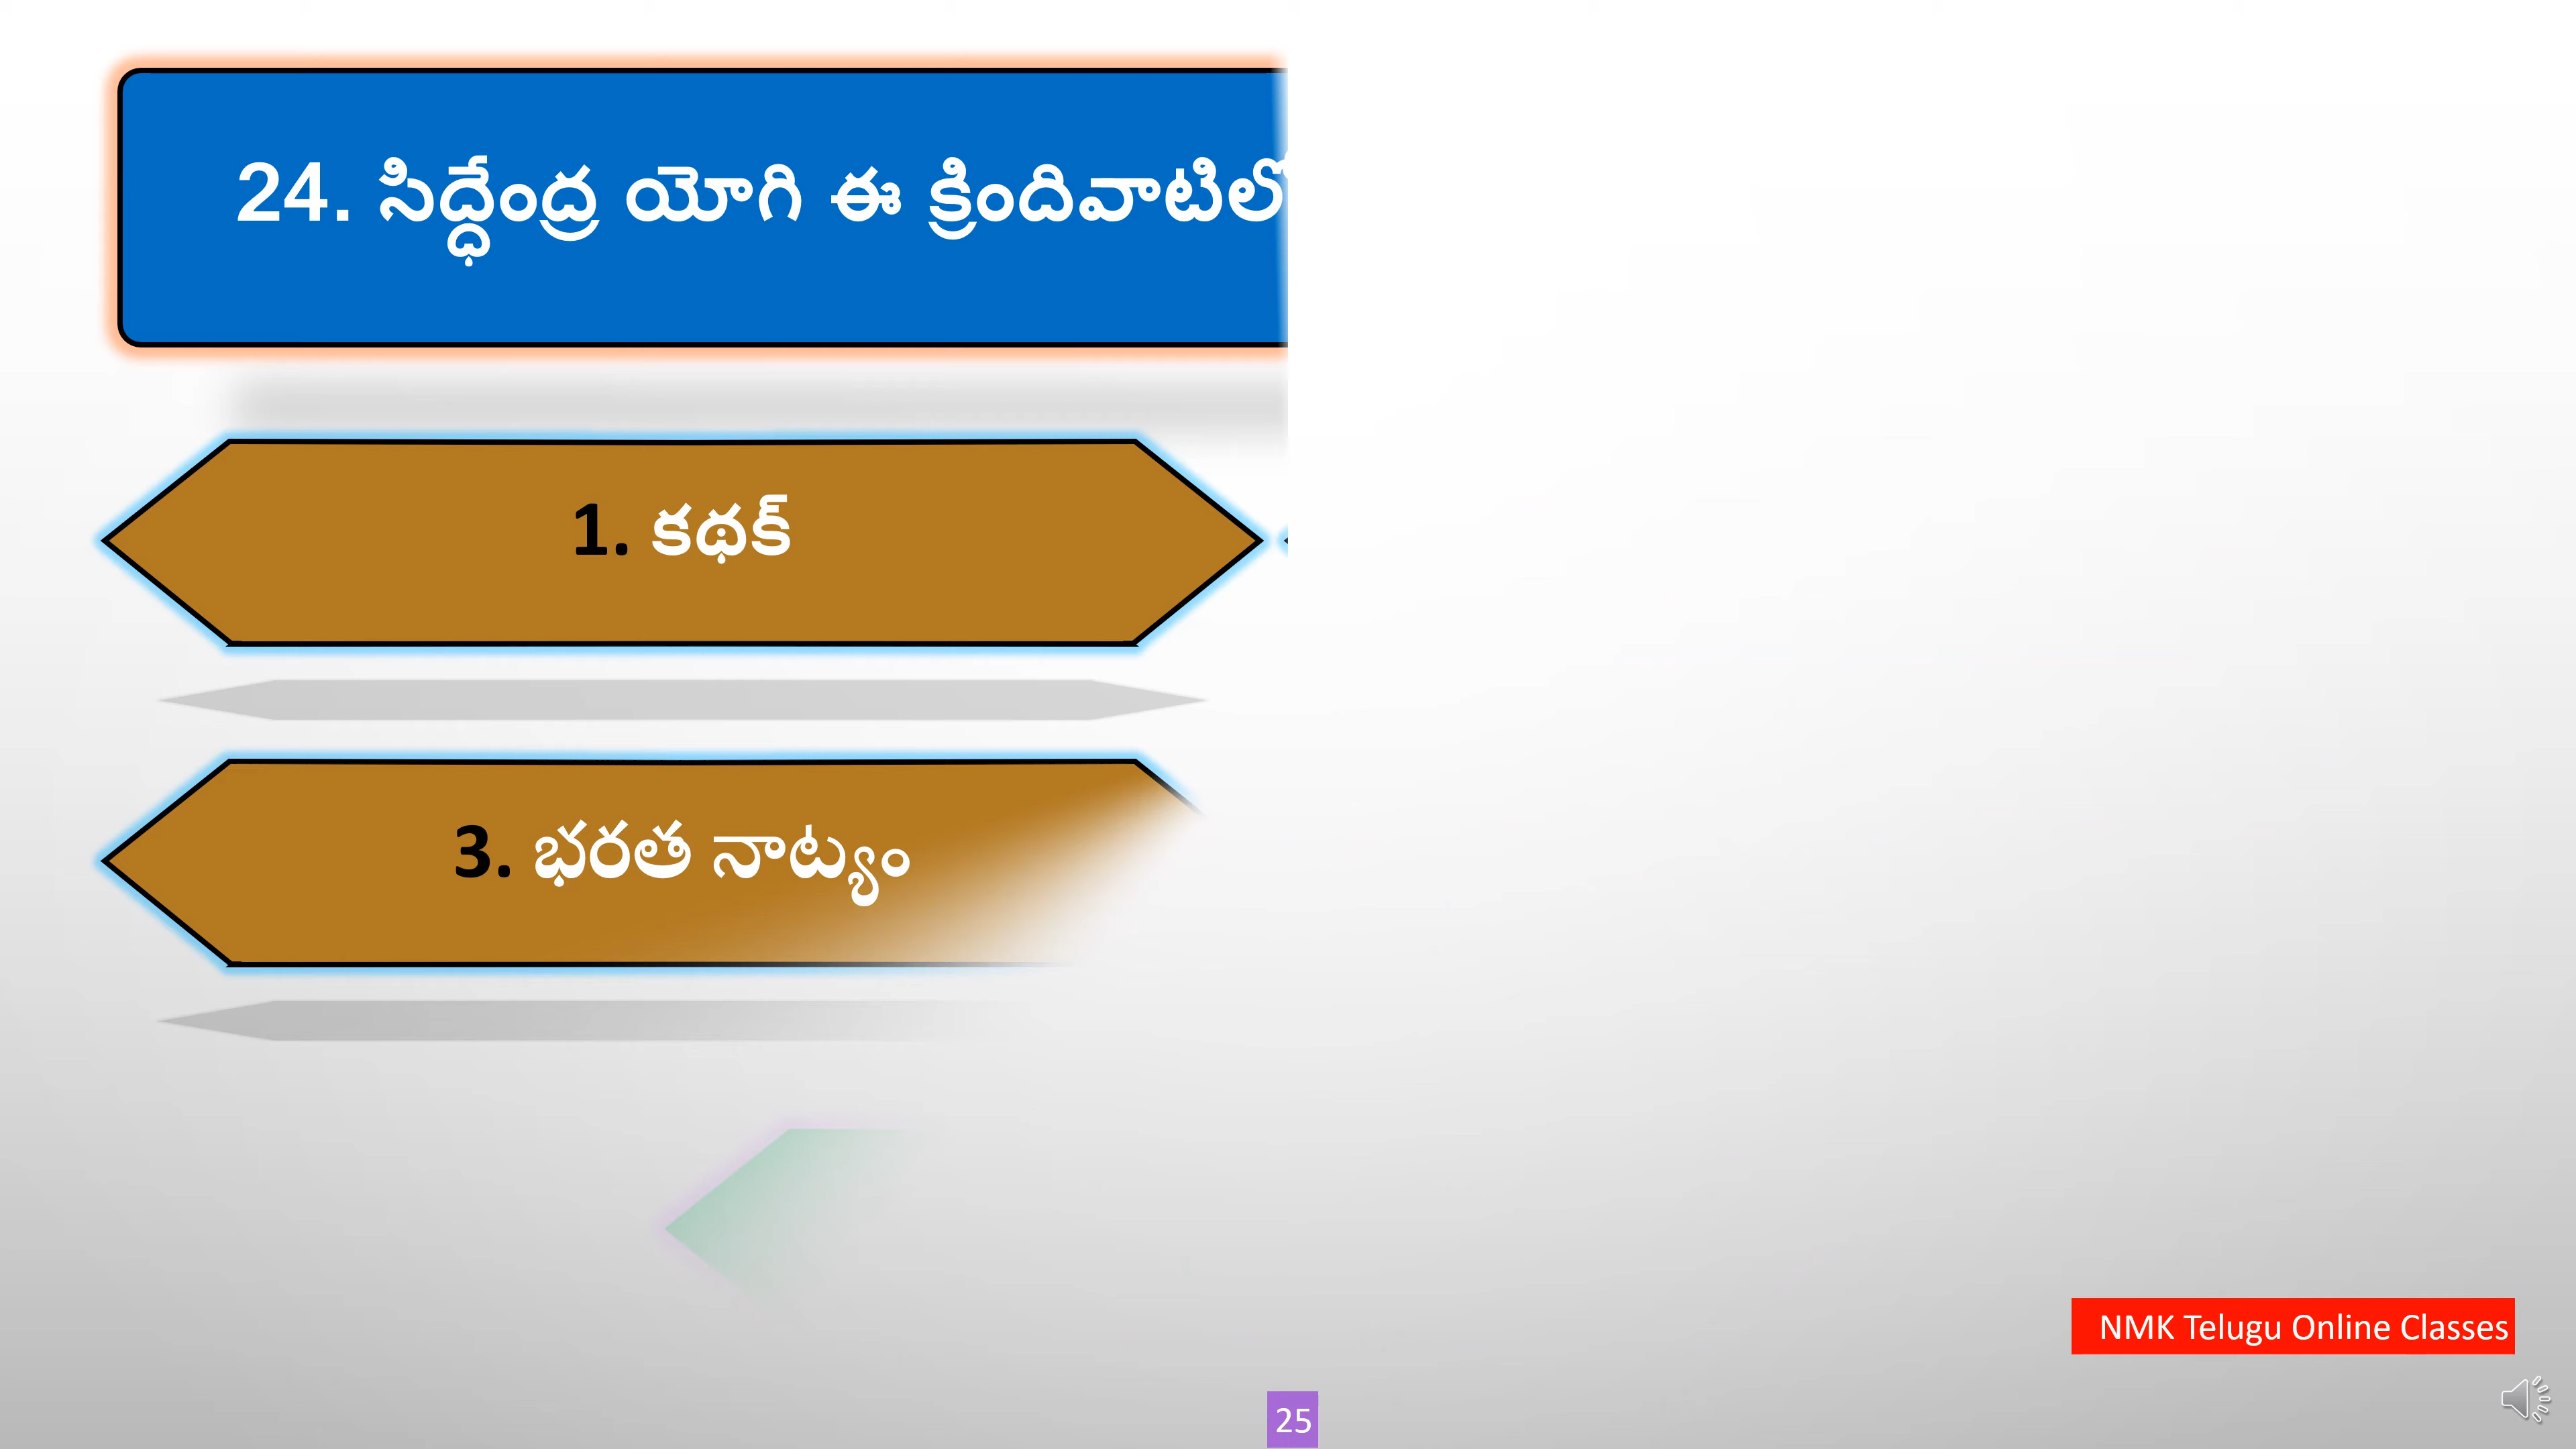 24. సిద్ధేంద్ర యోగి ఈ క్రిందివాటిలో
1. కథక్
3. భరత నాట్యం
NMK Telugu Online Classes
25